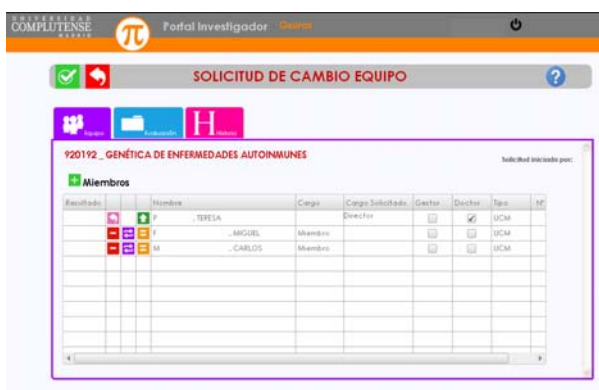 UNIVERSIDAD
COMPLUTENSE
MADRID
π
Portal Investigador
SOLICITUD DE CAMBIO EQUIPO
?
Equipo
Evaluación
H
Historia
920192 _ GENÉTICA DE ENFERMEDADES AUTOINMUNES
Solicitud iniciada por:
Miembros
Resultado Nombre Cargo Cargo Solicitado Gestor Doctor Tipo Nº
P , TERESA Director UCM
F , MIGUEL Miembro UCM
M , CARLOS Miembro UCM